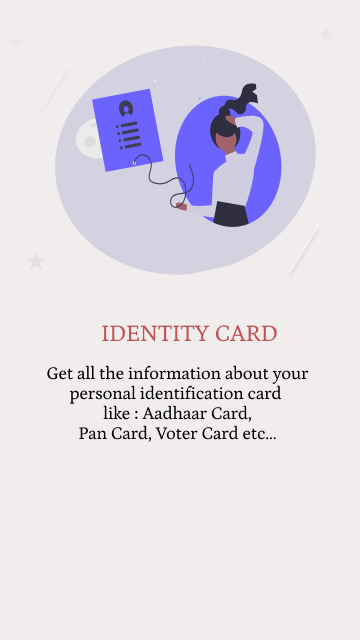 IDENTITY CARD
Get all the information about your
personal identification card
like : Aadhaar Card,
Pan Card, Voter Card etc...